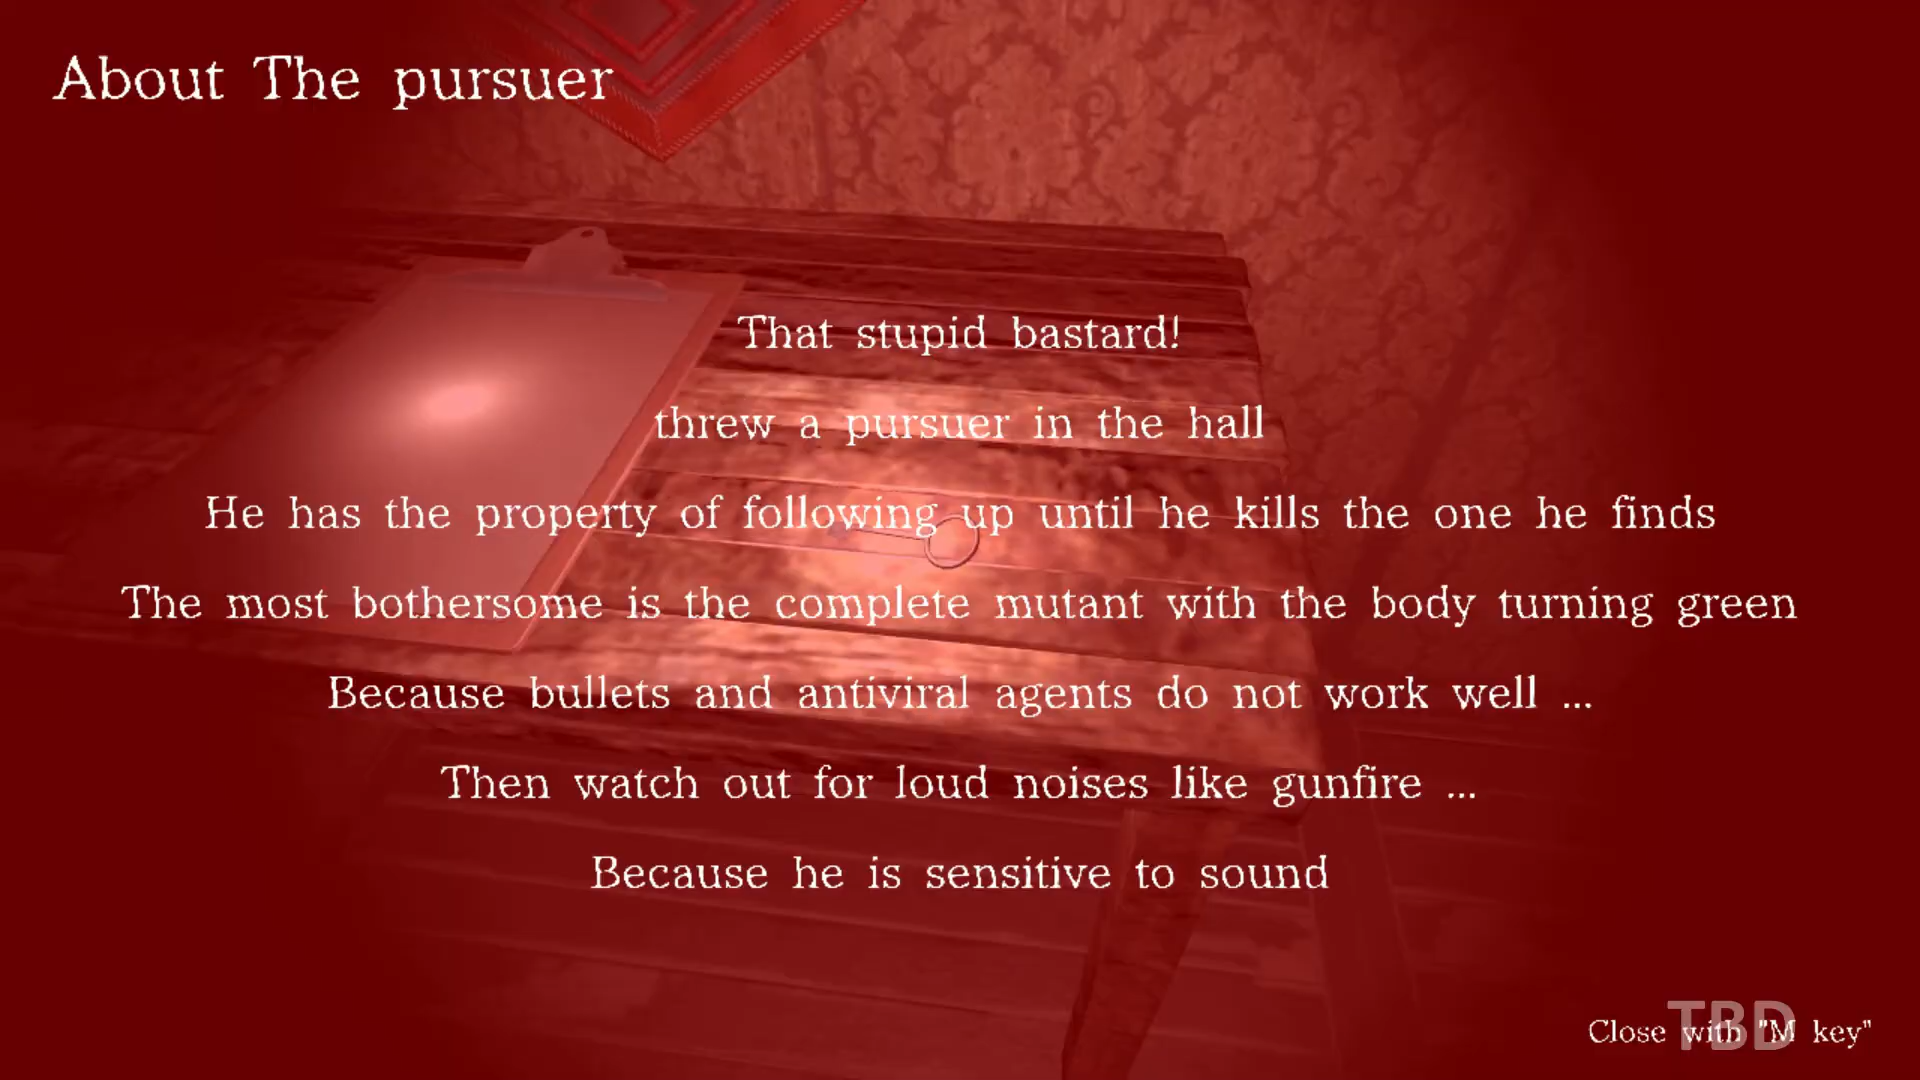 About The pursuer
That stupid bastard!
threw a pursuer in the hall
He has the property of following up until he kills the one he finds
The most bothersome is the complete mutant with the body turning green
Because bullets and antiviral agents do not work well ...
Then watch out for loud noises like gunfire ...
Because he is sensitive to sound
Close with "M key"
TBD